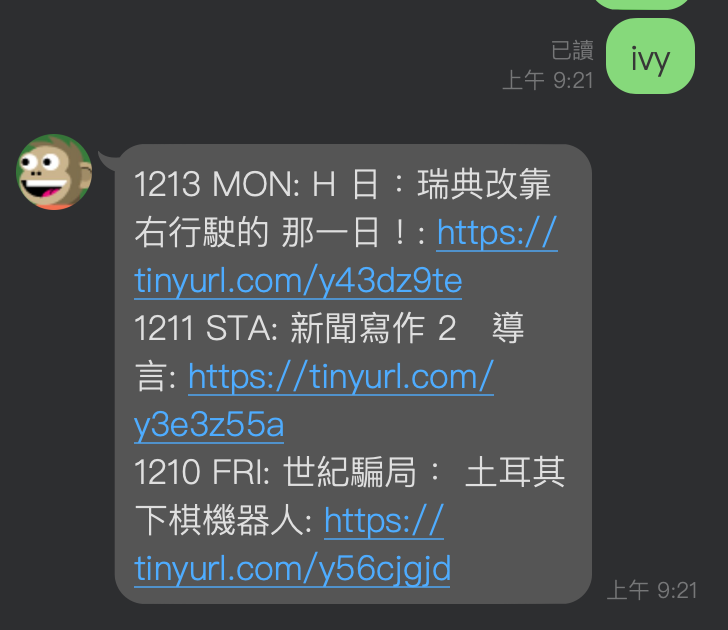 已讀
上午 9:21
ivy
1213 MON: H 日：瑞典改靠
右行駛的 那一日！: https://
tinyurl.com/y43dz9te
1211 STA: 新聞寫作 2　導
言: https://tinyurl.com/
y3e3z55a
1210 FRI: 世紀騙局： 土耳其
下棋機器人: https://
tinyurl.com/y56cjgjd
上午 9:21